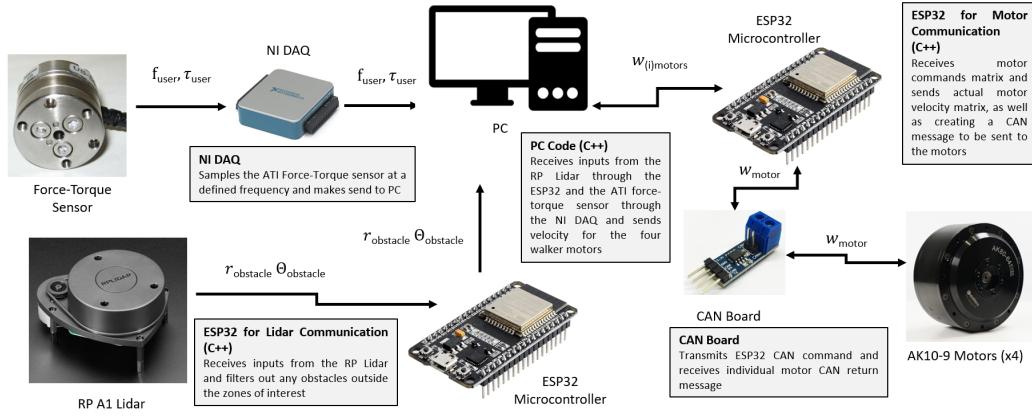 NI DAQ
f_user, τ_user
f_user, τ_user
PC
Force-Torque
Sensor
NI DAQ
Samples the ATI Force-Torque sensor at a
defined frequency and makes send to PC
PC Code (C++)
Receives inputs from the
RP Lidar through the
ESP32 and the ATI force-
torque sensor through
the NI DAQ and sends
velocity for the four
walker motors
ESP32
Microcontroller
w_(i)motors
ESP32 for Motor
Communication
(C++)
Receives motor
commands matrix and
sends actual motor
velocity matrix, as well
as creating a CAN
message to be sent to
the motors
w_motor
w_motor
CAN Board
AK10-9 Motors (x4)
CAN Board
Transmits ESP32 CAN command and
receives individual motor CAN return
message
r_obstacle Θ_obstacle
r_obstacle Θ_obstacle
RPLIDAR
RP A1 Lidar
ESP32 for Lidar Communication
(C++)
Receives inputs from the RP Lidar
and filters out any obstacles outside
the zones of interest
ESP32
Microcontroller